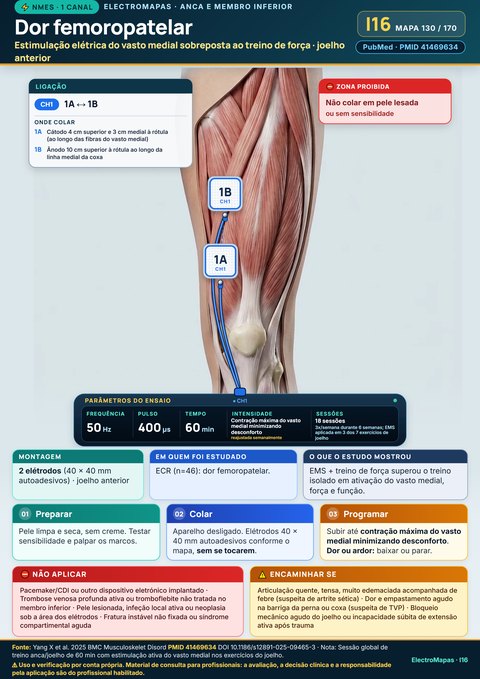 NMES · 1 CANAL
ELECTROMAPAS · ANCA E MEMBRO INFERIOR
Dor femoropatelar
Estimulação elétrica do vasto medial sobreposta ao treino de força · joelho
anterior
I16 MAPA 130 / 170
PubMed · PMID 41469634
LIGAÇÃO
CH1 1A ↔ 1B
ONDE COLAR
1A Cátodo 4 cm superior e 3 cm medial à rótula
(ao longo das fibras do vasto medial)
1B Ânodo 10 cm superior à rótula ao longo da
linha medial da coxa
ZONA PROIBIDA
Não colar em pele lesada
ou sem sensibilidade
1B
CH1
1A
CH1
CH1
PARÂMETROS DO ENSAIO
FREQUÊNCIA
50 Hz
PULSO
400 µs
TEMPO
60 min
INTENSIDADE
Contração máxima do vasto
medial minimizando
desconforto
reajustada semanalmente
SESSÕES
18 sessões
3x/semana durante 6 semanas; EMS
aplicada em 3 dos 7 exercícios de
joelho
MONTAGEM
2 elétrodos (40 × 40 mm
autoadesivos) · joelho anterior
EM QUEM FOI ESTUDADO
ECR (n=46): dor femoropatelar.
O QUE O ESTUDO MOSTROU
EMS + treino de força superou o treino
isolado em ativação do vasto medial,
força e função.
01 Preparar
Pele limpa e seca, sem creme. Testar
sensibilidade e palpar os marcos.
02 Colar
Aparelho desligado. Elétrodos 40 ×
40 mm autoadesivos conforme o
mapa, sem se tocarem.
03 Programar
Subir até contração máxima do vasto
medial minimizando desconforto.
Dor ou ardor: baixar ou parar.
NÃO APLICAR
Pacemaker/CDI ou outro dispositivo eletrónico implantado ·
Trombose venosa profunda ativa ou tromboflebite não tratada no
membro inferior · Pele lesionada, infeção local ativa ou neoplasia
sob a área dos elétrodos · Fratura instável não fixada ou síndrome
compartimental aguda
ENCAMINHAR SE
Articulação quente, tensa, muito edemaciada acompanhada de
febre (suspeita de artrite sética) · Dor e empastamento agudo
na barriga da perna ou coxa (suspeita de TVP) · Bloqueio
mecânico agudo do joelho ou incapacidade súbita de extensão
ativa após trauma
Fonte: Yang X et al. 2025 BMC Musculoskelet Disord PMID 41469634 DOI 10.1186/s12891-025-09465-3 · Nota: Sessão global de
treino anca/joelho de 60 min com estimulação ativa do vasto medial nos exercícios do joelho.
Uso e verificação por conta própria. Material de consulta para profissionais: a avaliação, a decisão clínica e a responsabilidade
pela aplicação são do profissional habilitado.
ElectroMapas · I16